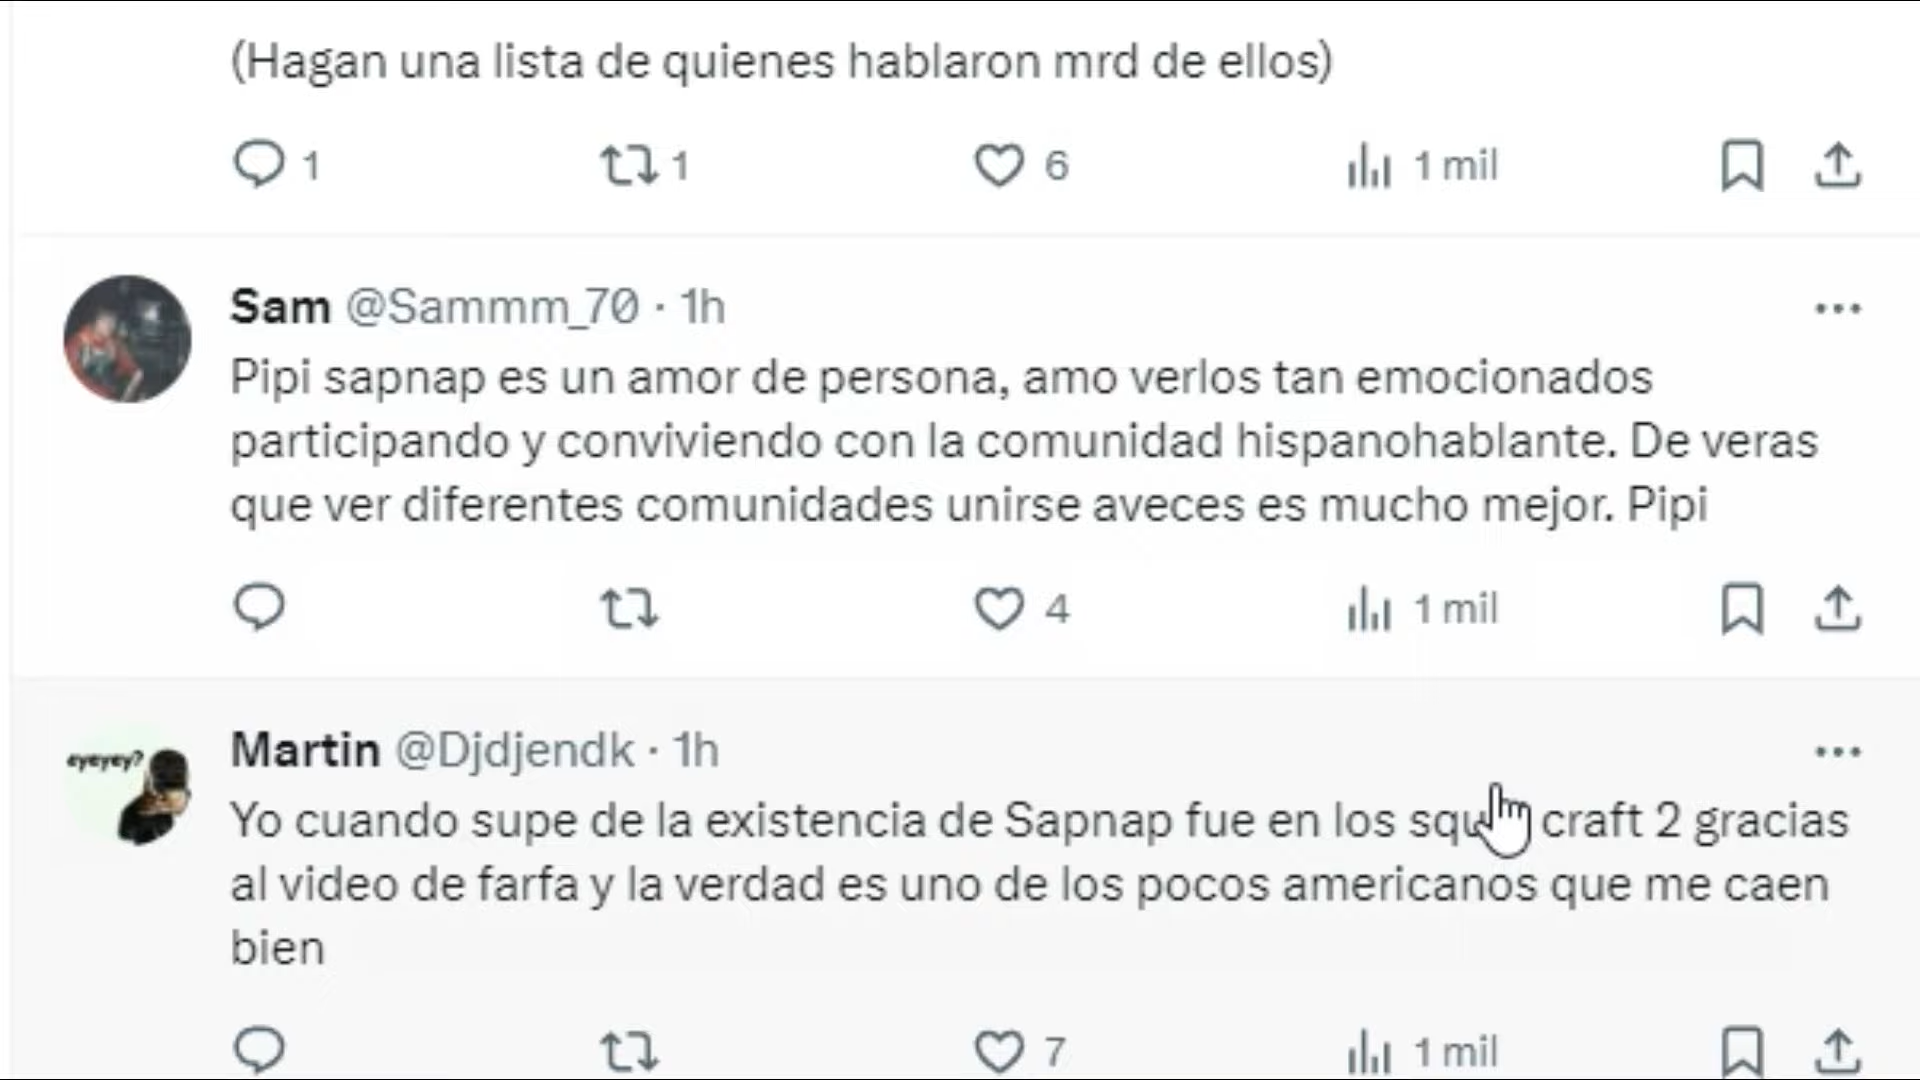 (Hagan una lista de quienes hablaron mrd de ellos)
1 1 6 1 mil
Sam @Sammm_70 · 1h
Pipi sapnap es un amor de persona, amo verlos tan emocionados
participando y conviviendo con la comunidad hispanohablante. De veras
que ver diferentes comunidades unirse aveces es mucho mejor. Pipi
4 1 mil
eyeyey?
Martin @Djdjendk · 1h
Yo cuando supe de la existencia de Sapnap fue en los craft 2 gracias
al video de farfa y la verdad es uno de los pocos americanos que me caen
bien
7 1 mil